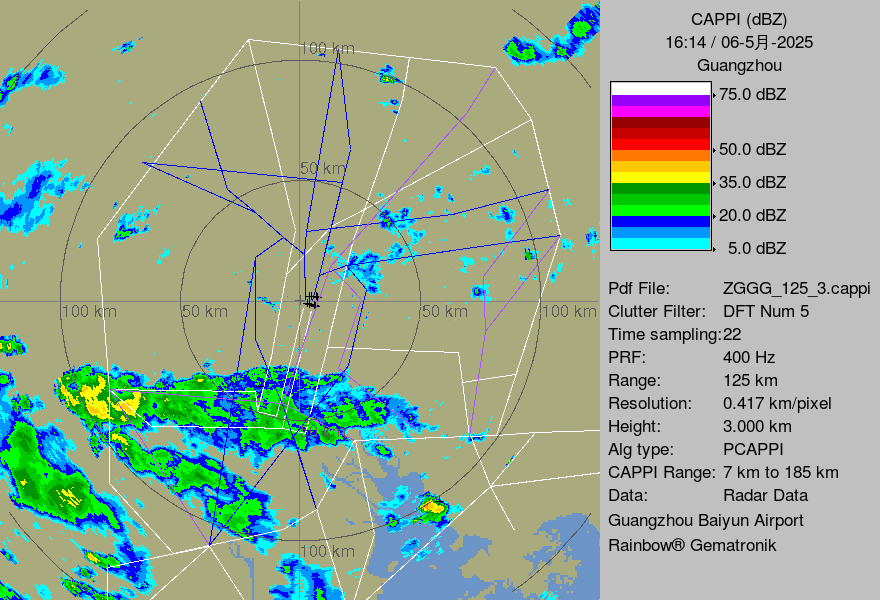 CAPPI (dBZ)
16:14 / 06-5月-2025
Guangzhou
75.0 dBZ
50.0 dBZ
35.0 dBZ
20.0 dBZ
5.0 dBZ
Pdf File: ZGGG_125_3.cappi
Clutter Filter: DFT Num 5
Time sampling:22
PRF: 400 Hz
Range: 125 km
Resolution: 0.417 km/pixel
Height: 3.000 km
Alg type: PCAPPI
CAPPI Range: 7 km to 185 km
Data: Radar Data
Guangzhou Baiyun Airport
Rainbow® Gematronik
100 km
50 km
100 km
50 km
50 km
100 km
100 km